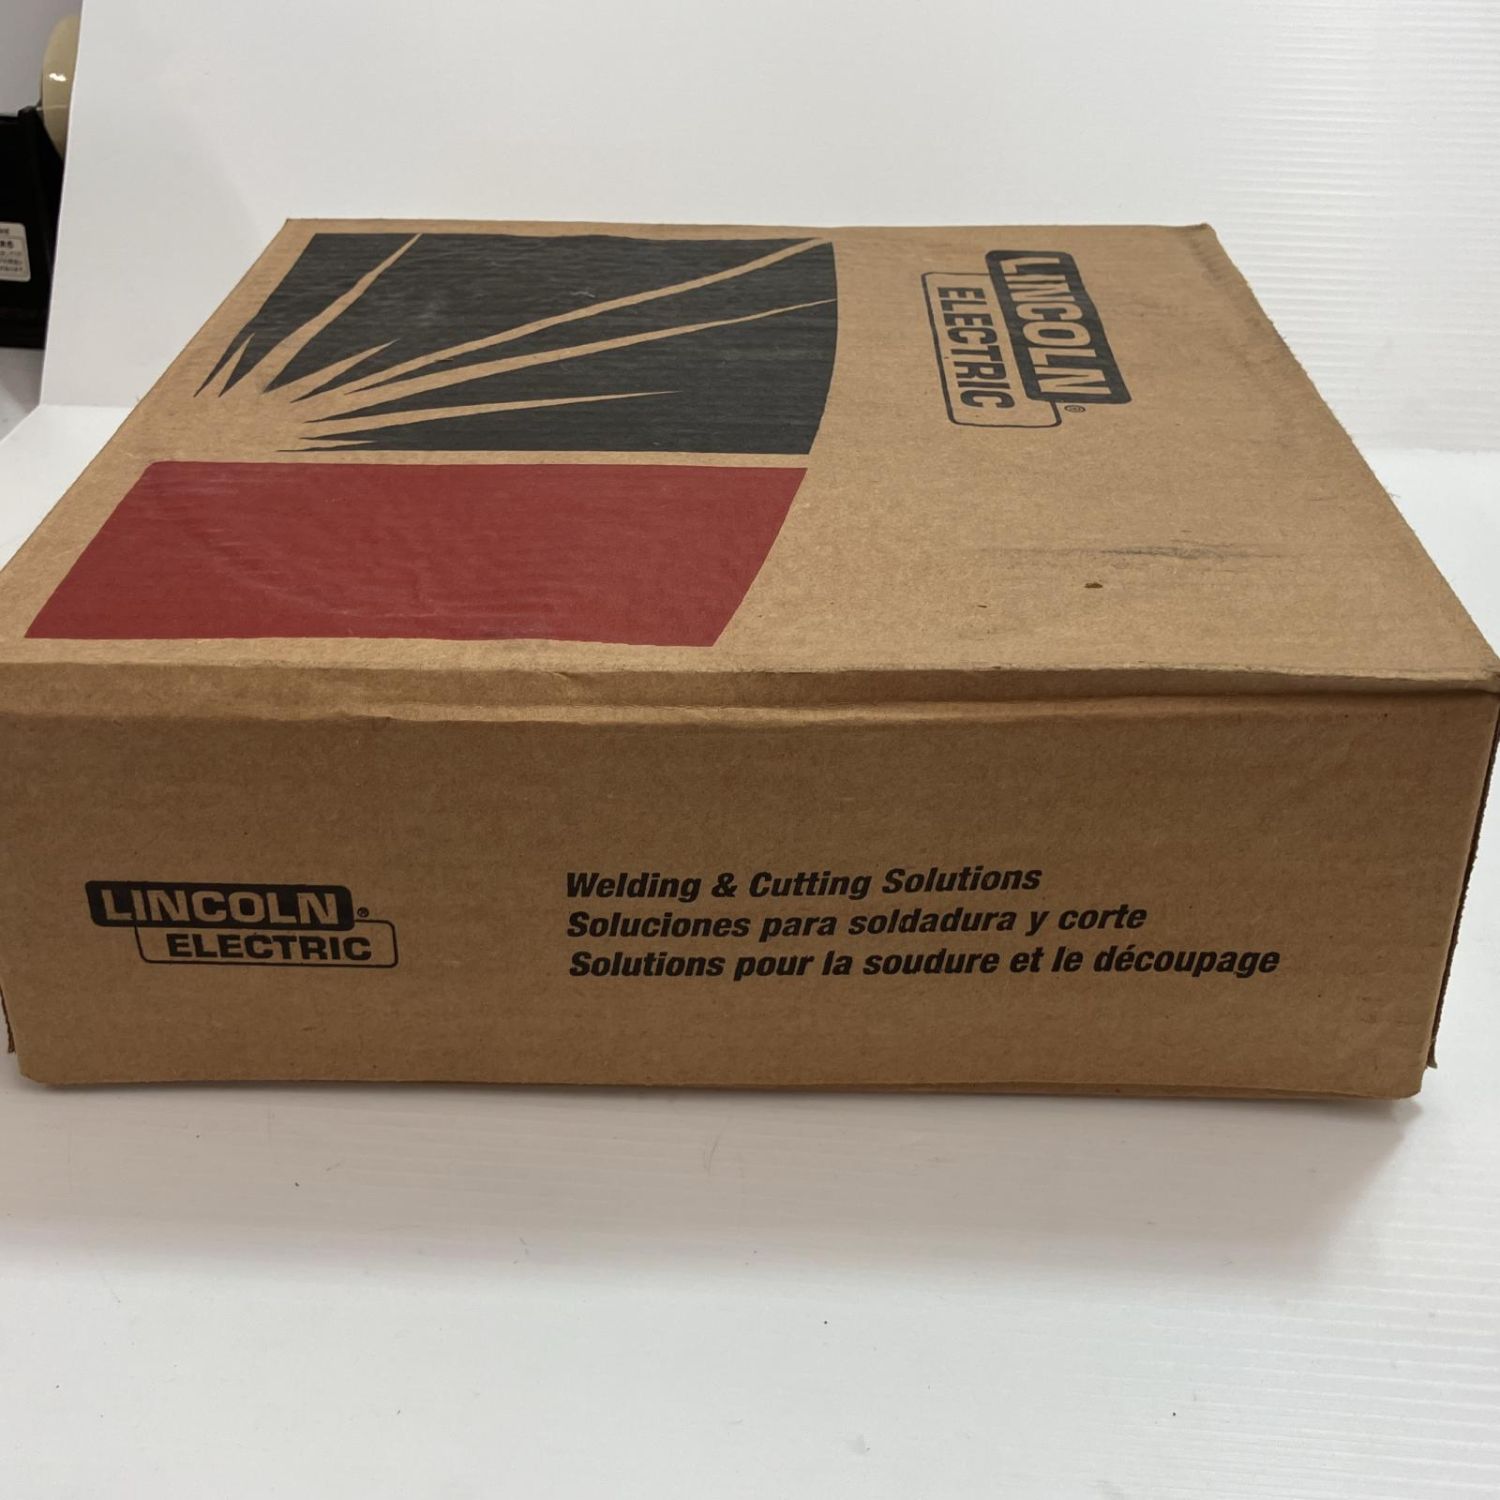 LINCOLN®
ELECTRIC
LINCOLN®
ELECTRIC
Welding & Cutting Solutions
Soluciones para soldadura y corte
Solutions pour la soudure et le découpage